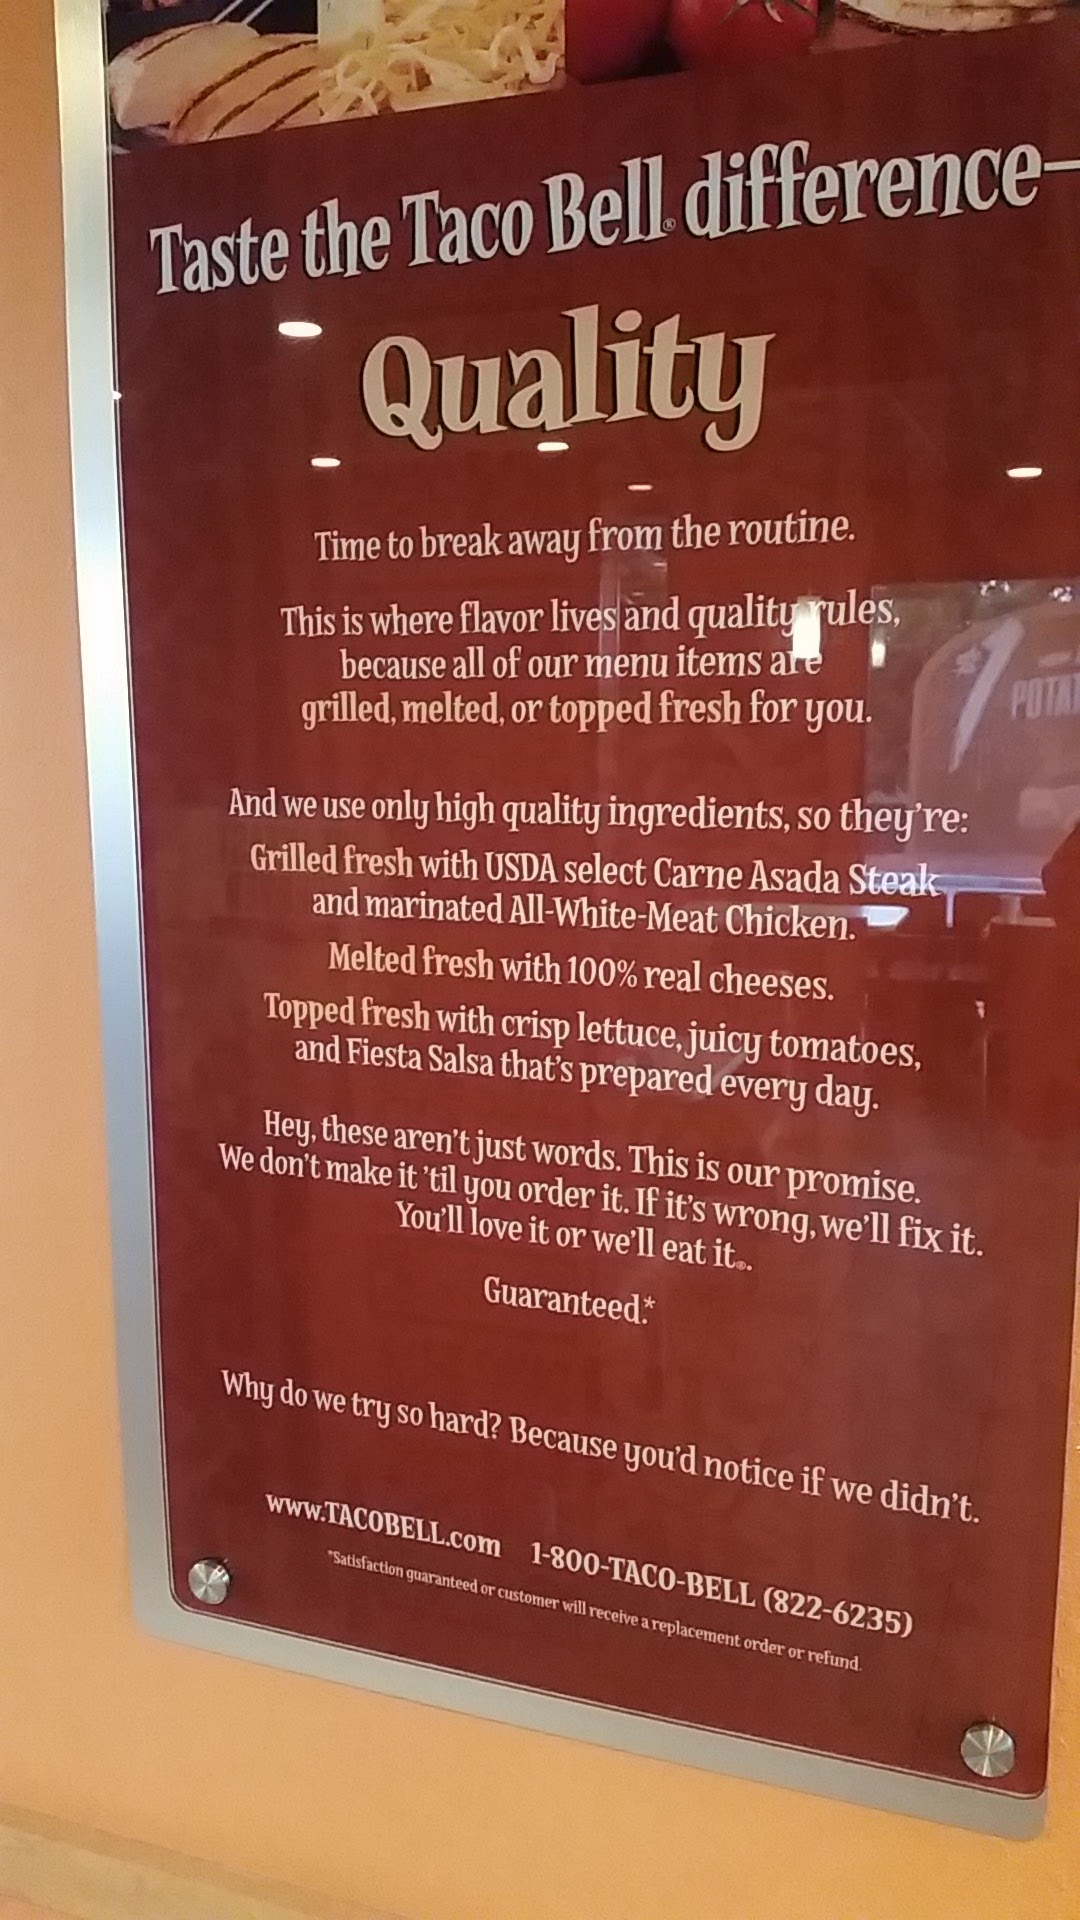 Taste the Taco Bell® difference—
Quality
Time to break away from the routine.
This is where flavor lives and quality rules,
because all of our menu items are
grilled, melted, or topped fresh for you.
And we use only high quality ingredients, so they're:
Grilled fresh with USDA select Carne Asada Steak
and marinated All-White-Meat Chicken.
Melted fresh with 100% real cheeses.
Topped fresh with crisp lettuce, juicy tomatoes,
and Fiesta Salsa that's prepared every day.
Hey, these aren't just words. This is our promise.
We don't make it 'til you order it. If it's wrong, we'll fix it.
You'll love it or we'll eat it®.
Guaranteed.*
Why do we try so hard? Because you'd notice if we didn't.
www.TACOBELL.com 1-800-TACO-BELL (822-6235)
*Satisfaction guaranteed or customer will receive a replacement order or refund.